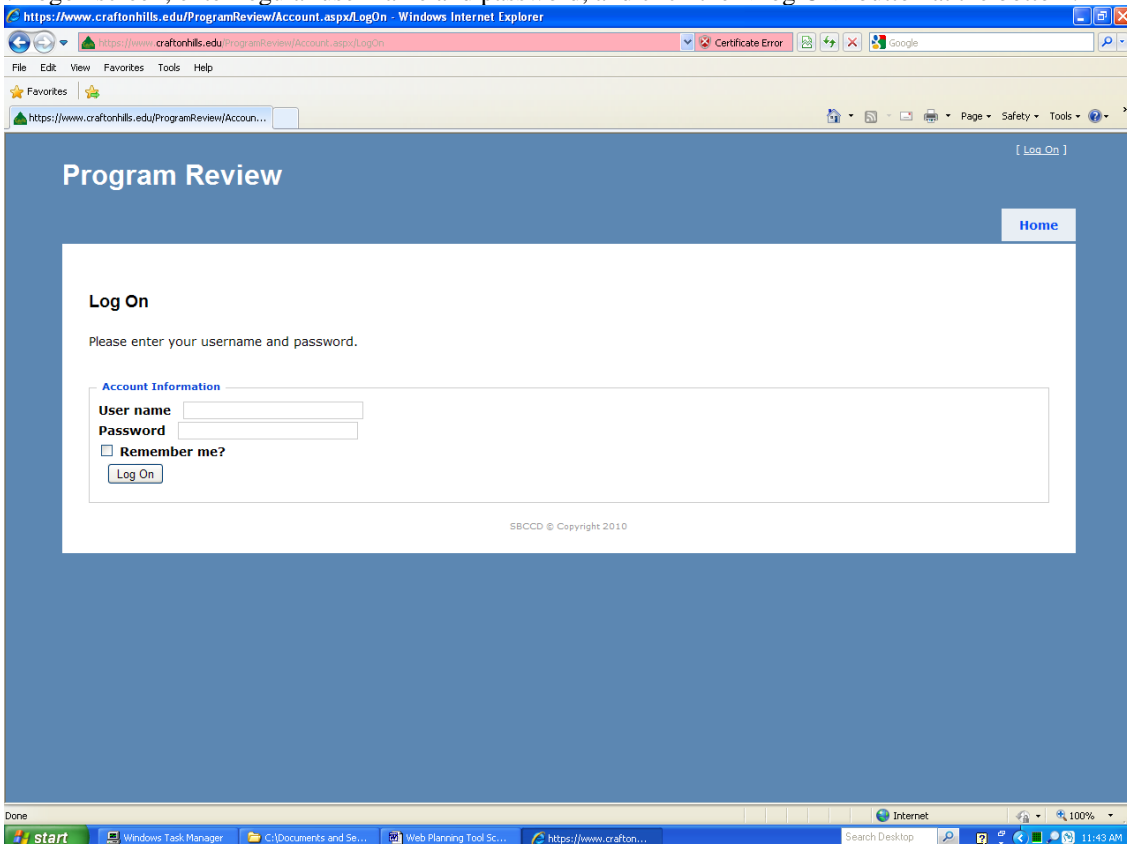 https://www.craftonhills.edu/ProgramReview/Account.aspx/LogOn - Windows Internet Explorer
https://www.craftonhills.edu/ProgramReview/Account.aspx/LogOn Certificate Error Google
File Edit View Favorites Tools Help
Favorites
https://www.craftonhills.edu/ProgramReview/Accoun... Page Safety Tools
[ Log On ]
Program Review
Home
Log On
Please enter your username and password.
Account Information
User name
Password
Remember me?
Log On
SBCCD © Copyright 2010
Done Internet 100%
start Windows Task Manager C:\Documents and Se... Web Planning Tool Sc... https://www.crafton... Search Desktop 11:43 AM